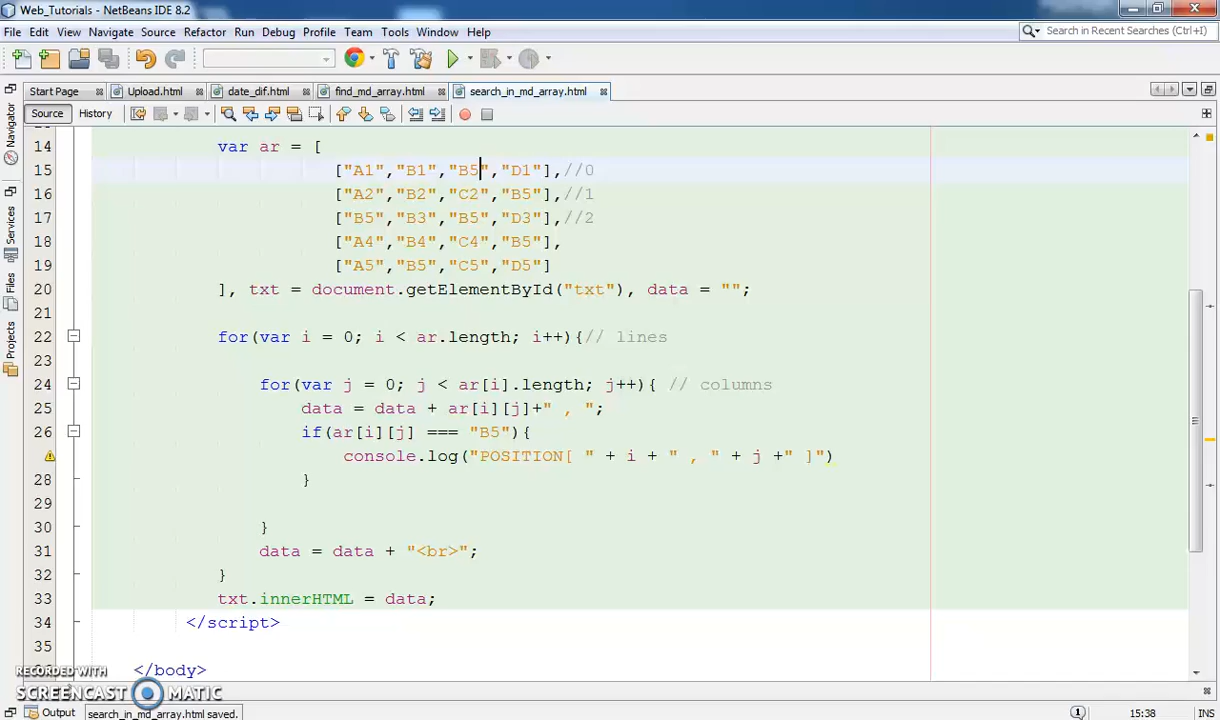 Web_Tutorials - NetBeans IDE 8.2
File Edit View Navigate Source Refactor Run Debug Profile Team Tools Window Help
Search in Recent Searches (Ctrl+I)
Start Page Upload.html date_dif.html find_md_array.html search_in_md_array.html
Source History
Navigator
Services
Files
Projects
14 var ar = [
15 ["A1","B1","B5","D1"],//0
16 ["A2","B2","C2","B5"],//1
17 ["B5","B3","B5","D3"],//2
18 ["A4","B4","C4","B5"],
19 ["A5","B5","C5","D5"]
20 ], txt = document.getElementById("txt"), data = "";
21
22 for(var i = 0; i < ar.length; i++){// lines
23
24 for(var j = 0; j < ar[i].length; j++){ // columns
25 data = data + ar[i][j]+" , ";
26 if(ar[i][j] === "B5"){
console.log("POSITION[ " + i + " , " + j +" ]")
28 }
29
30 }
31 data = data + "<br>";
32 }
33 txt.innerHTML = data;
34 </script>
35
</body>
RECORDED WITH
SCREENCAST MATIC
Output
search_in_md_array.html saved.
1
15:38
INS